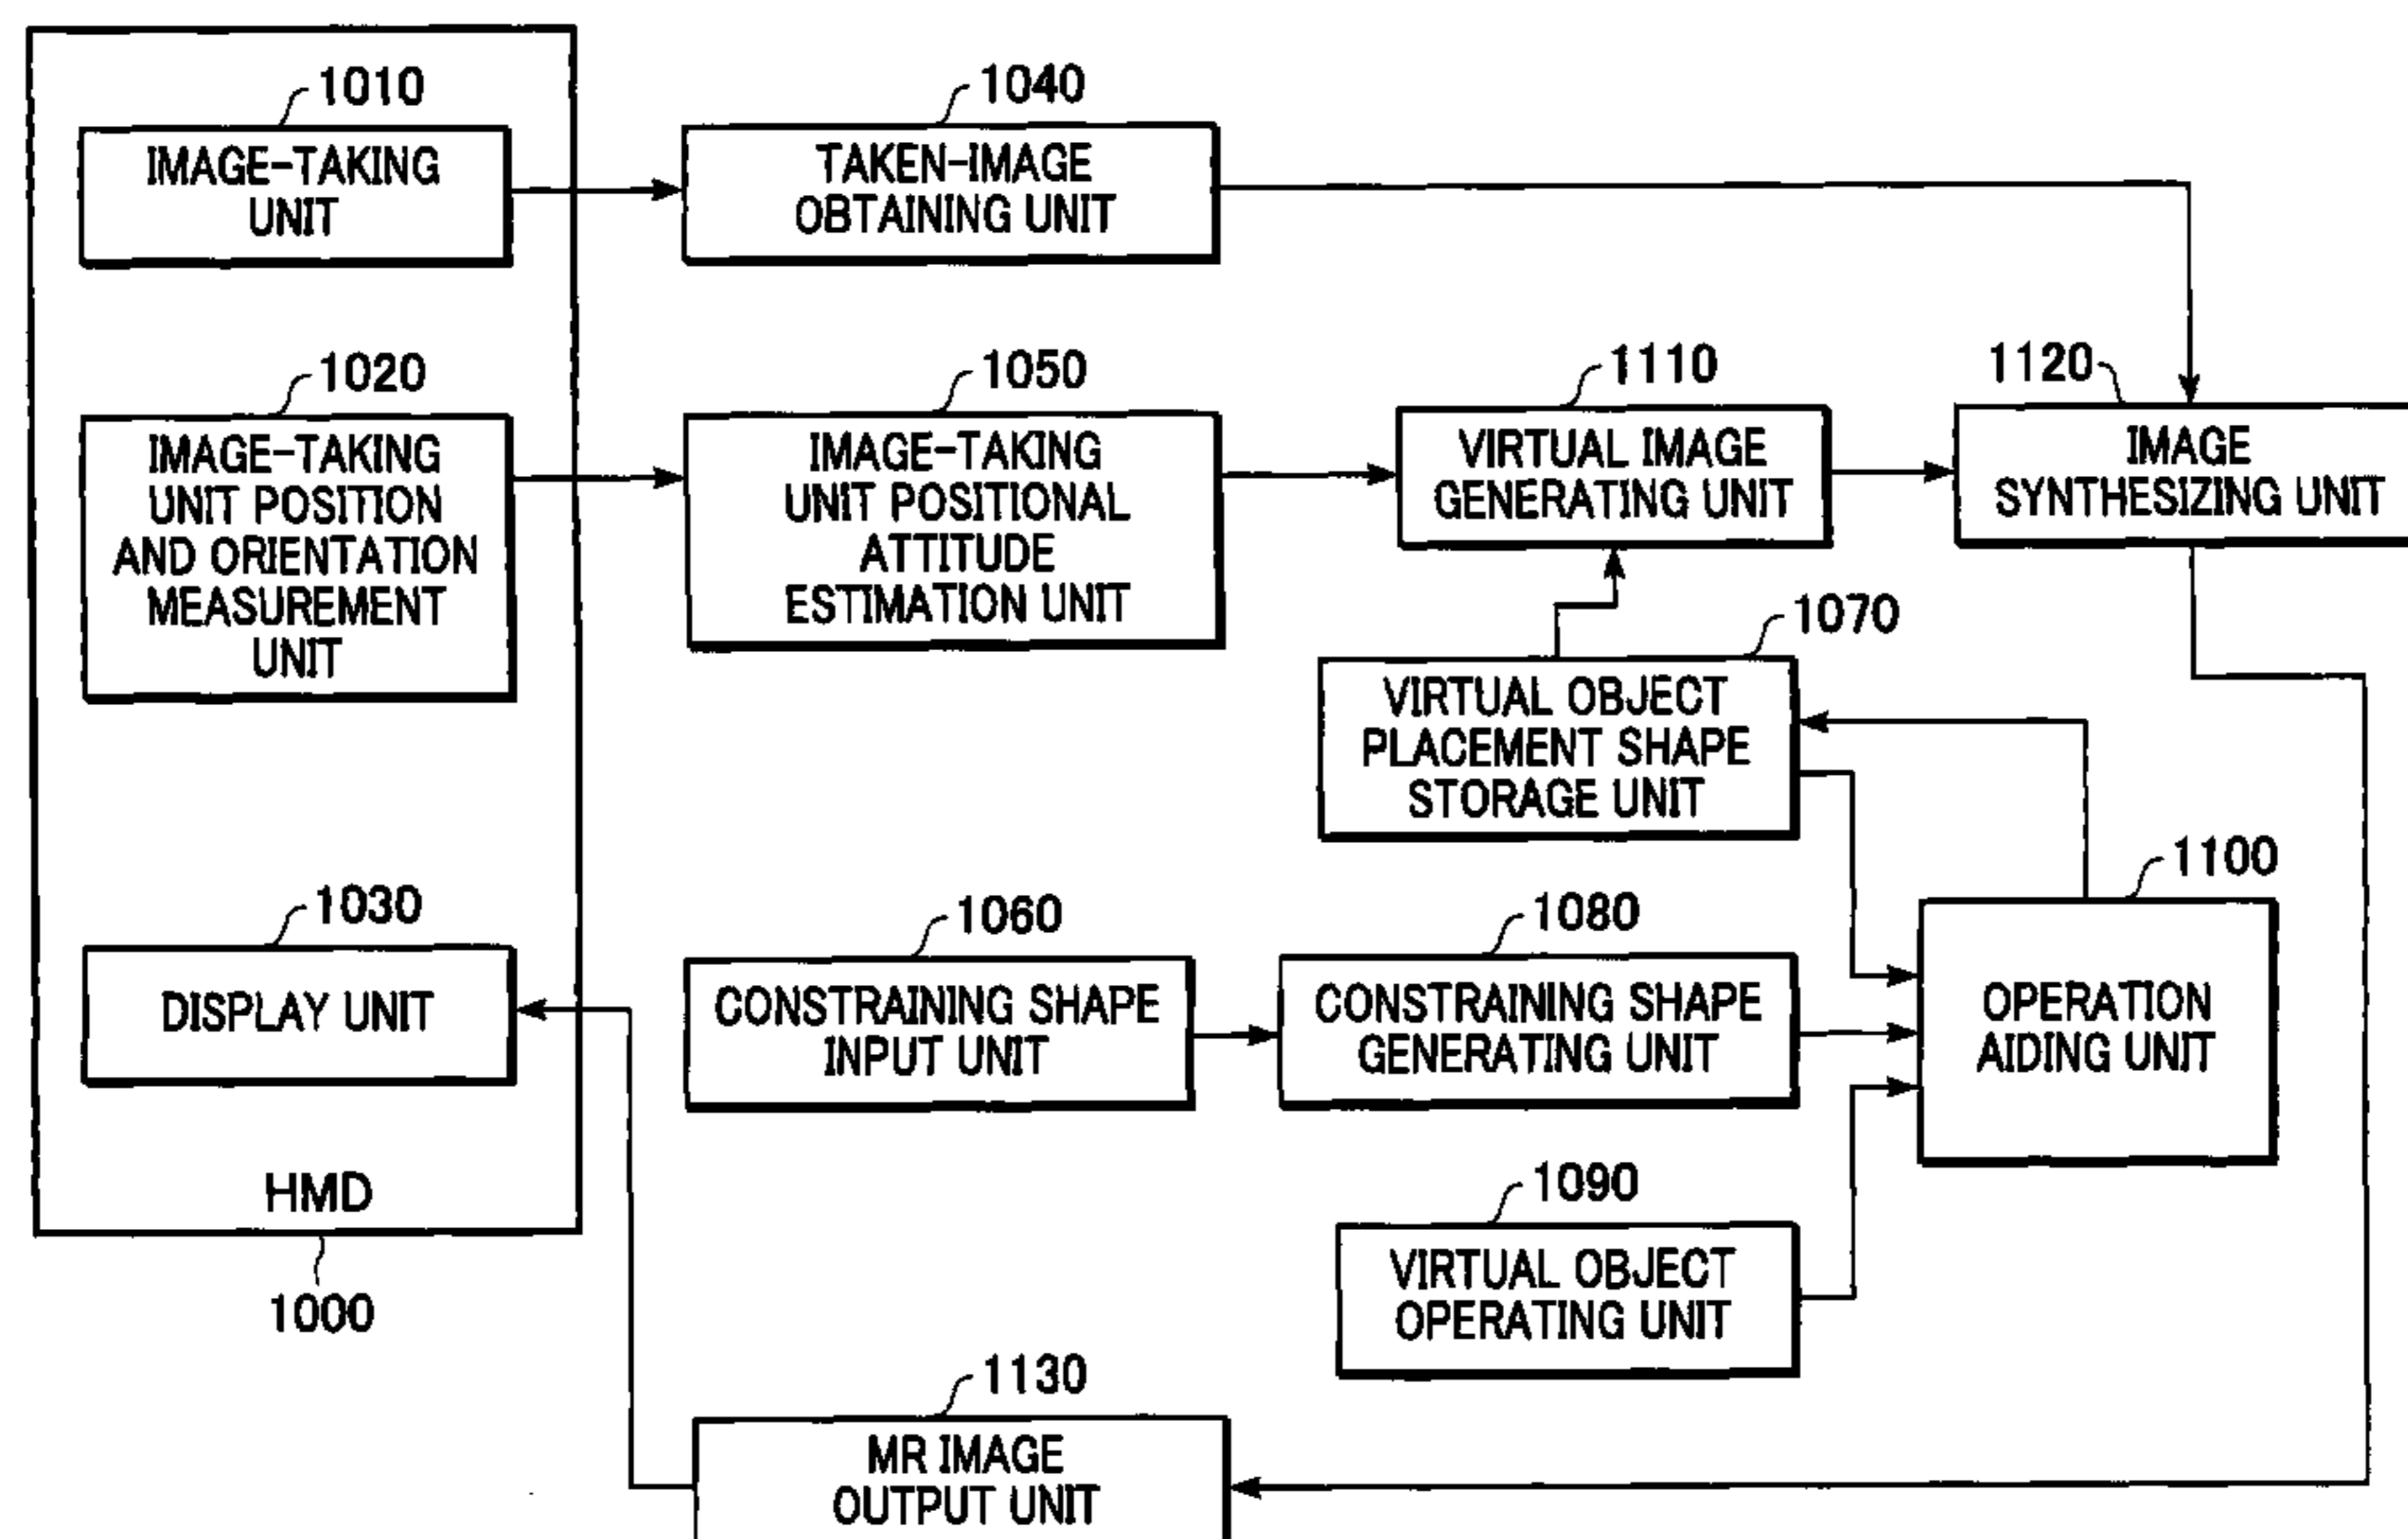 1010
IMAGE-TAKING
UNIT
1040
TAKEN-IMAGE
OBTAINING UNIT
1020
IMAGE-TAKING
UNIT POSITION
AND ORIENTATION
MEASUREMENT
UNIT
1050
IMAGE-TAKING
UNIT POSITIONAL
ATTITUDE
ESTIMATION UNIT
1110
VIRTUAL IMAGE
GENERATING UNIT
1120
IMAGE
SYNTHESIZING UNIT
1070
VIRTUAL OBJECT
PLACEMENT SHAPE
STORAGE UNIT
1030
DISPLAY UNIT
1060
CONSTRAINING SHAPE
INPUT UNIT
1080
CONSTRAINING SHAPE
GENERATING UNIT
1100
OPERATION
AIDING UNIT
HMD
1000
1090
VIRTUAL OBJECT
OPERATING UNIT
1130
MR IMAGE
OUTPUT UNIT